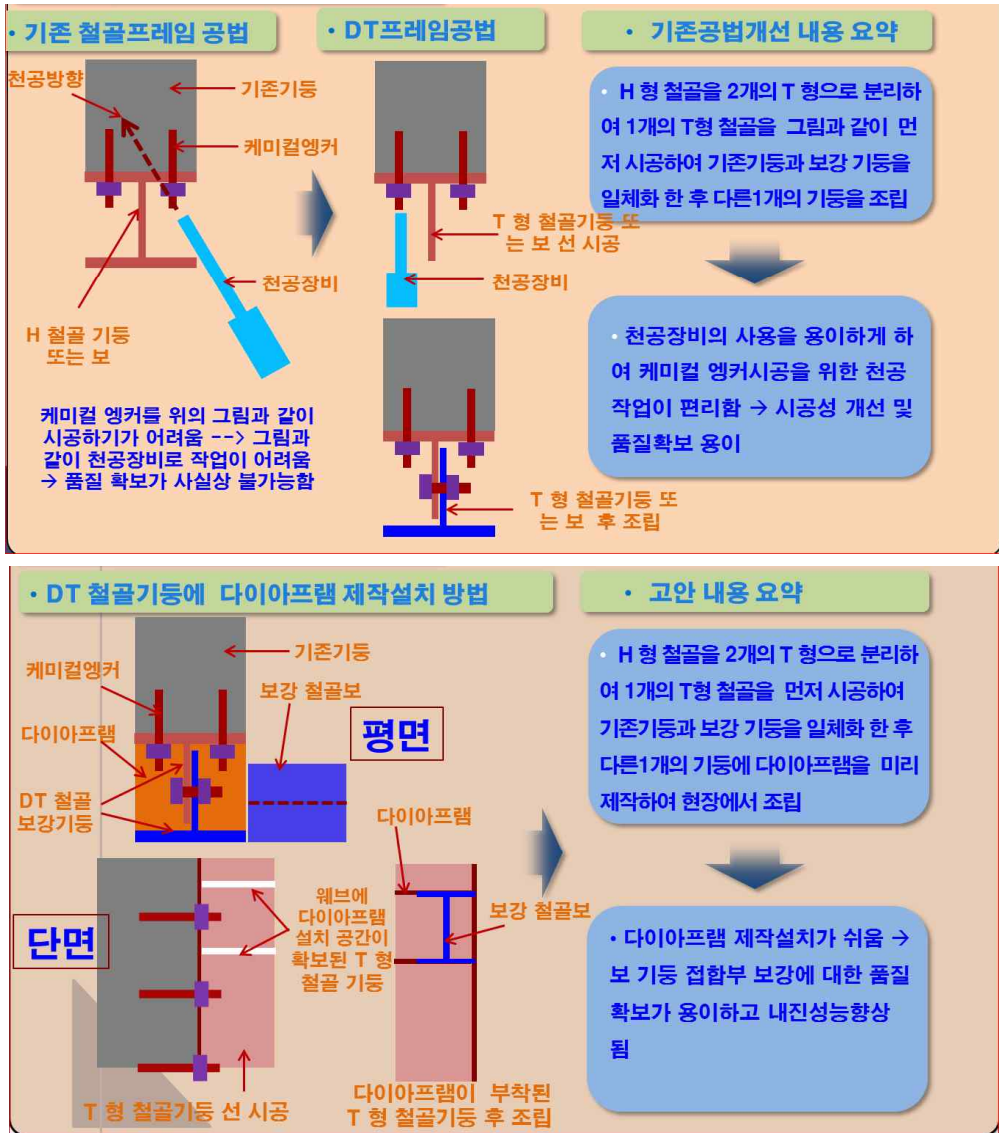 • 기존 철골프레임 공법
• DT프레임공법
• 기존공법개선 내용 요약
천공방향
기존기둥
케미컬엥커
천공장비
H 철골 기둥
또는 보
케미컬 엥커를 위의 그림과 같이
시공하기가 어려움 --> 그림과
같이 천공장비로 작업이 어려움
→ 품질 확보가 사실상 불가능함
T 형 철골기둥 또
는 보 선 시공
천공장비
T 형 철골기둥 또
는 보 후 조립
• H 형 철골을 2개의 T 형으로 분리하
여 1개의 T형 철골을 그림과 같이 먼
저 시공하여 기존기둥과 보강 기둥을
일체화 한 후 다른1개의 기둥을 조립
• 천공장비의 사용을 용이하게 하
여 케미컬 엥커시공을 위한 천공
작업이 편리함 → 시공성 개선 및
품질확보 용이
• DT 철골기둥에 다이아프램 제작설치 방법
• 고안 내용 요약
기존기둥
케미컬엥커
보강 철골보
다이아프램
평면
DT 철골
보강기둥
다이아프램
단면
웨브에
다이아프램
설치 공간이
확보된 T 형
철골 기둥
보강 철골보
T 형 철골기둥 선 시공
다이아프램이 부착된
T 형 철골기둥 후 조립
• H 형 철골을 2개의 T 형으로 분리하
여 1개의 T형 철골을 먼저 시공하여
기존기둥과 보강 기둥을 일체화 한 후
다른1개의 기둥에 다이아프램을 미리
제작하여 현장에서 조립
• 다이아프램 제작설치가 쉬움 →
보 기둥 접합부 보강에 대한 품질
확보가 용이하고 내진성능향상
됨